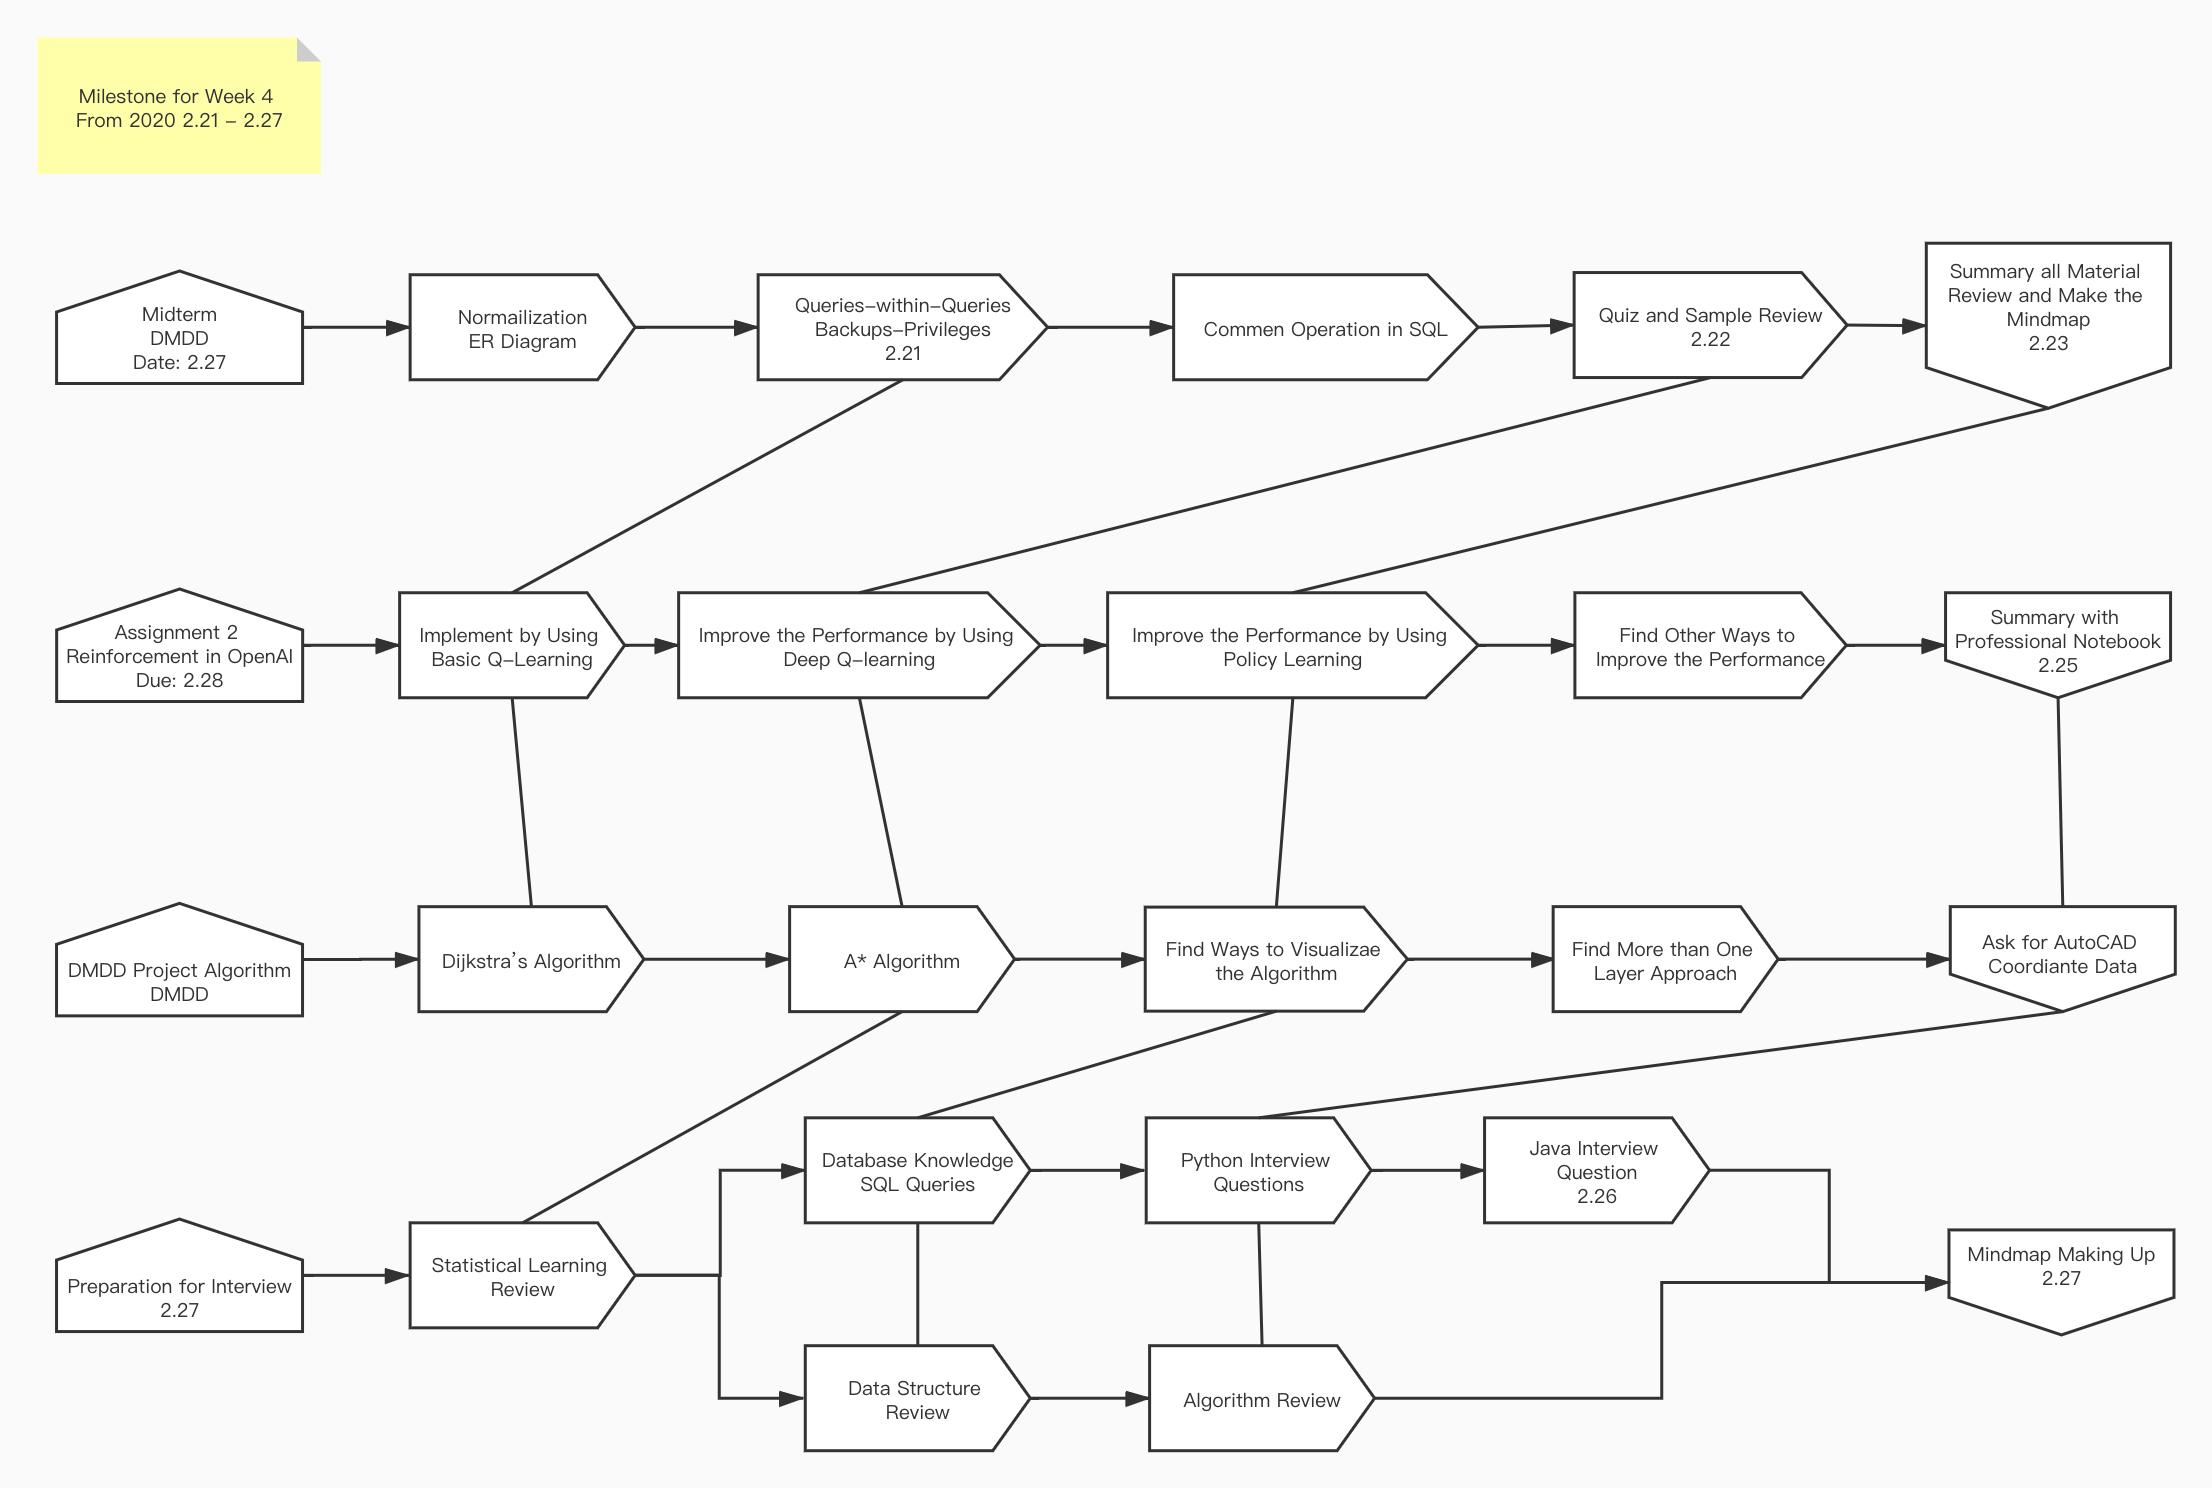 Milestone for Week 4
From 2020 2.21 – 2.27
Midterm
DMDD
Date: 2.27
Normailization
ER Diagram
Queries–within–Queries
Backups–Privileges
2.21
Commen Operation in SQL
Quiz and Sample Review
2.22
Summary all Material
Review and Make the
Mindmap
2.23
Assignment 2
Reinforcement in OpenAI
Due: 2.28
Implement by Using
Basic Q–Learning
Improve the Performance by Using
Deep Q–learning
Improve the Performance by Using
Policy Learning
Find Other Ways to
Improve the Performance
Summary with
Professional Notebook
2.25
DMDD Project Algorithm
DMDD
Dijkstra’s Algorithm
A* Algorithm
Find Ways to Visualizae
the Algorithm
Find More than One
Layer Approach
Ask for AutoCAD
Coordiante Data
Preparation for Interview
2.27
Statistical Learning
Review
Database Knowledge
SQL Queries
Python Interview
Questions
Java Interview
Question
2.26
Data Structure
Review
Algorithm Review
Mindmap Making Up
2.27